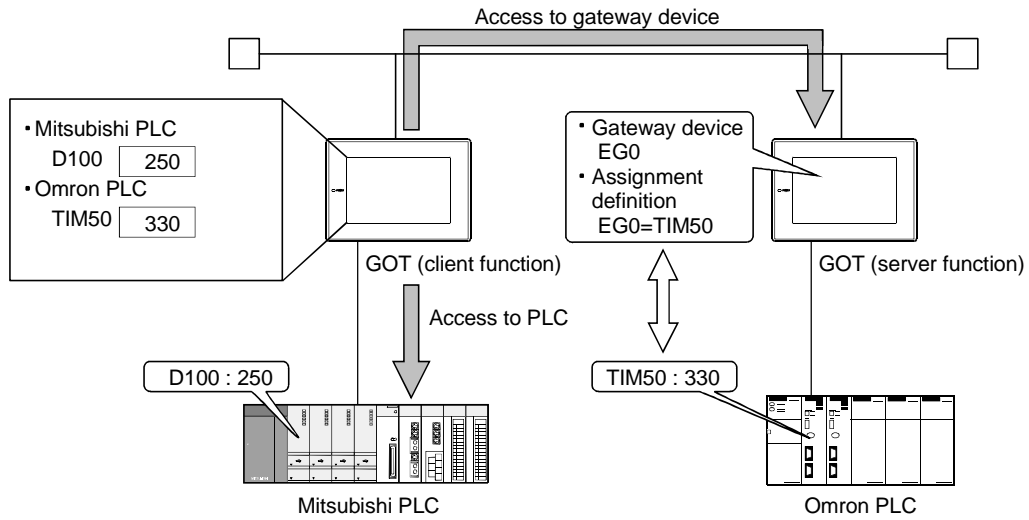 Access to gateway device
・Mitsubishi PLC
D100 250
・Omron PLC
TIM50 330
・Gateway device
EG0
・Assignment
definition
EG0=TIM50
GOT (client function)
GOT (server function)
Access to PLC
D100 : 250
TIM50 : 330
Mitsubishi PLC
Omron PLC